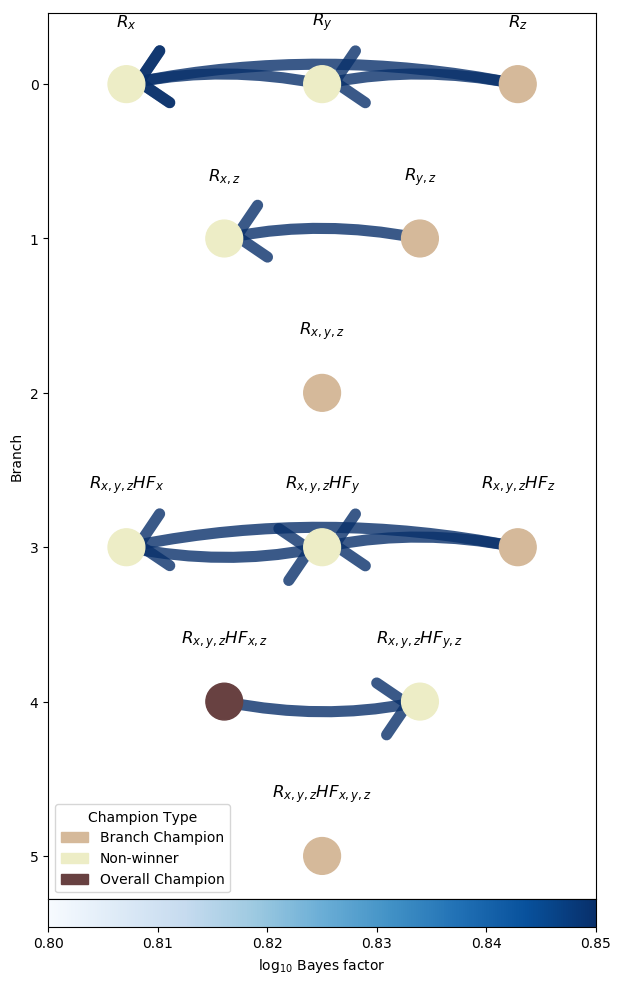 R_x R_y R_z
0
R_{x,z} R_{y,z}
1
R_{x,y,z}
2
Branch
R_{x,y,z}HF_x R_{x,y,z}HF_y R_{x,y,z}HF_z
3
R_{x,y,z}HF_{x,z} R_{x,y,z}HF_{y,z}
4
R_{x,y,z}HF_{x,y,z}
Champion Type
Branch Champion
Non-winner
Overall Champion
5
0.80 0.81 0.82 0.83 0.84 0.85
log_{10} Bayes factor